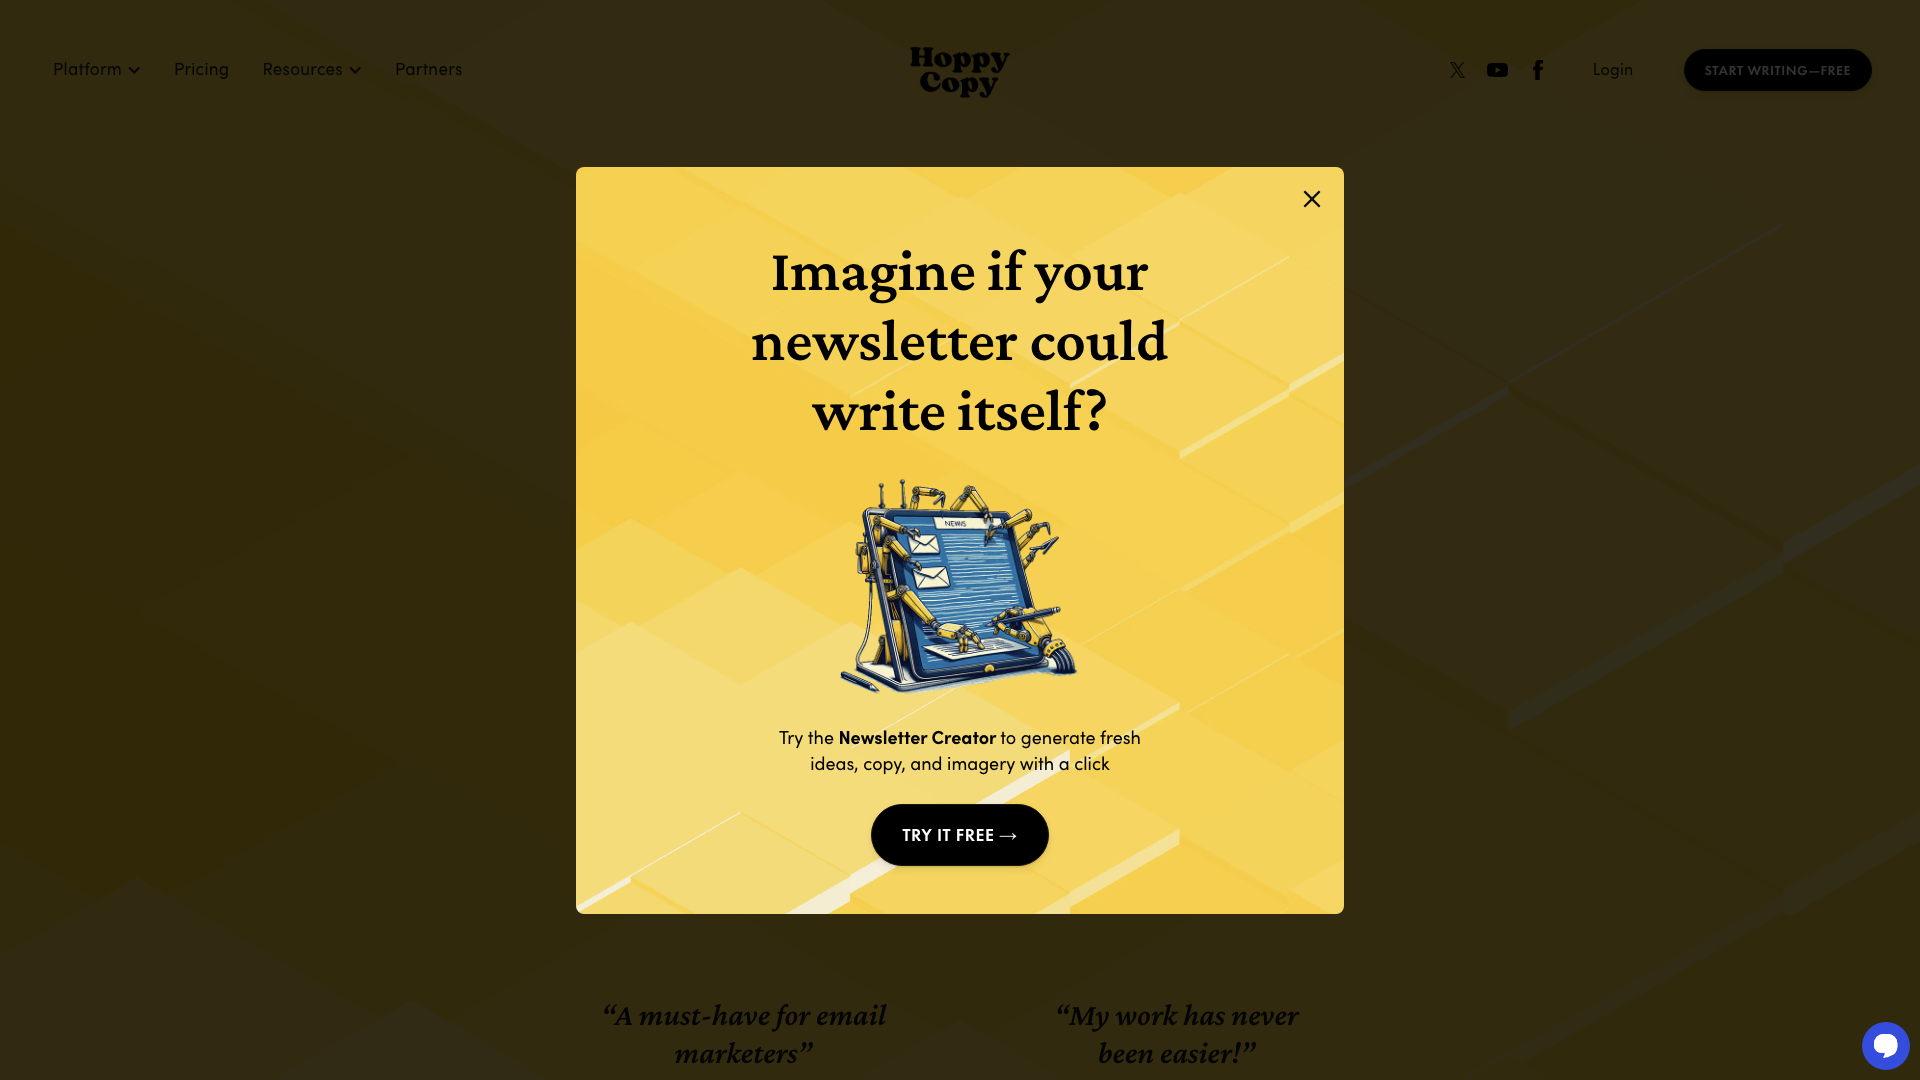 Platform
Pricing
Resources
Partners
Hoppy
Copy
Login
START WRITING—FREE
Imagine if your
newsletter could
write itself?
NEWNS
Try the Newsletter Creator to generate fresh
ideas, copy, and imagery with a click
TRY IT FREE →
“A must-have for email
marketers”
“My work has never
been easier!”